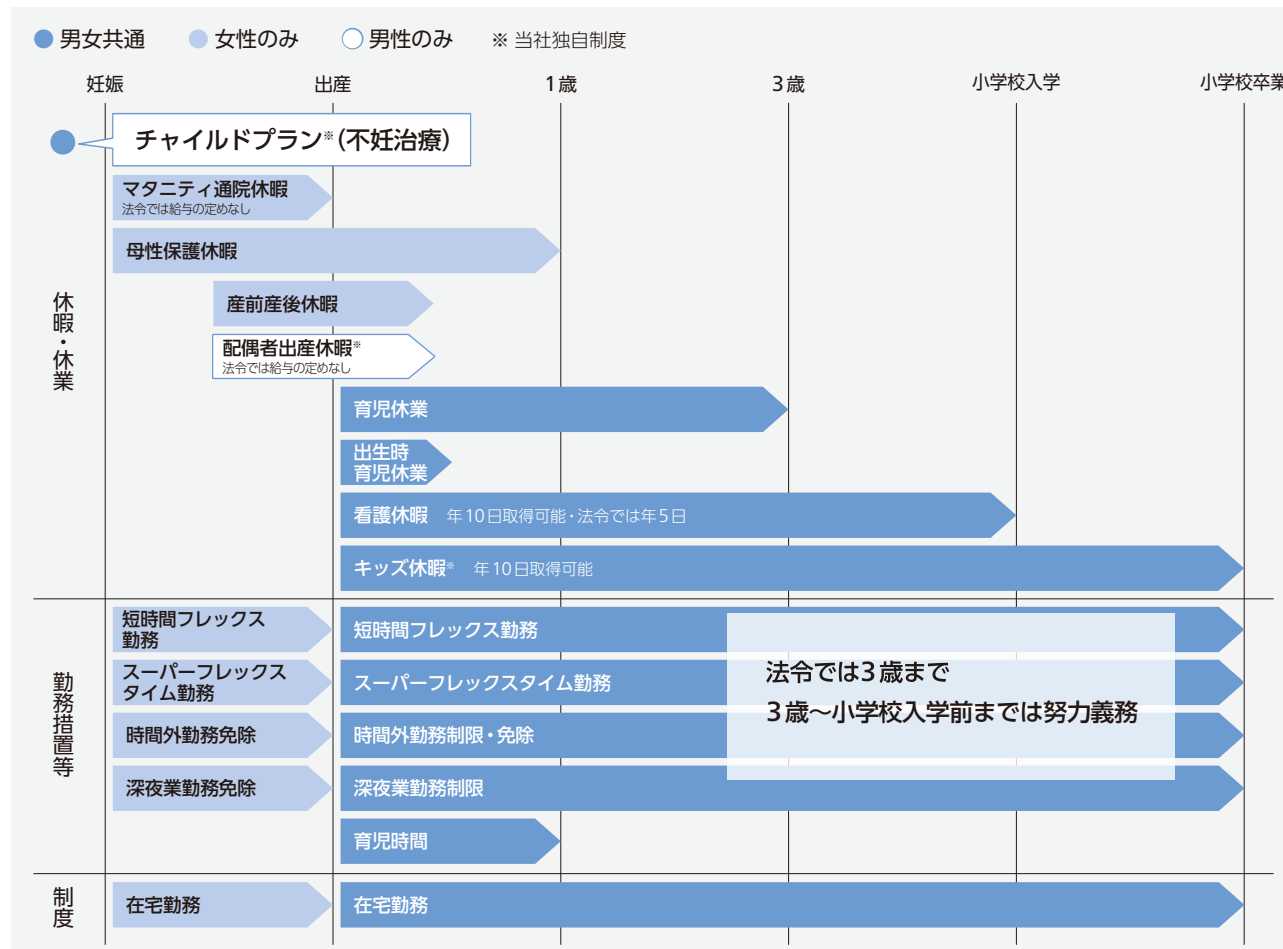 男女共通 女性のみ 男性のみ ※ 当社独自制度
妊娠 出産 1歳 3歳 小学校入学 小学校卒業
休暇・休業
チャイルドプラン※(不妊治療)
マタニティ通院休暇
法令では給与の定めなし
母性保護休暇
産前産後休暇
配偶者出産休暇※
法令では給与の定めなし
育児休業
出生時
育児休業
看護休暇 年10日取得可能・法令では年5日
キッズ休暇※ 年10日取得可能
勤務措置等
短時間フレックス
勤務
短時間フレックス勤務
スーパーフレックス
タイム勤務
スーパーフレックスタイム勤務
法令では3歳まで
3歳〜小学校入学前までは努力義務
時間外勤務免除
時間外勤務制限・免除
深夜業勤務免除
深夜業勤務制限
育児時間
制度
在宅勤務
在宅勤務